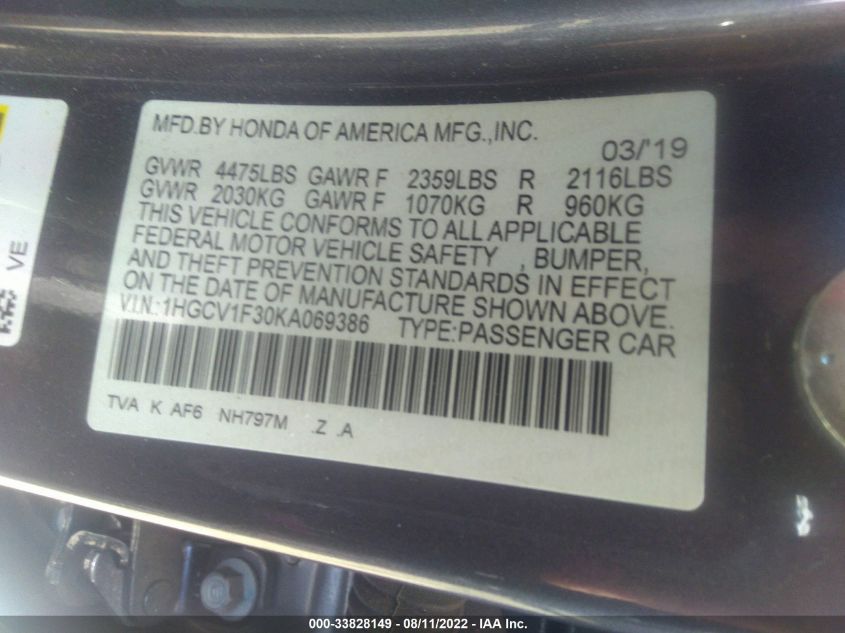 MFD.BY HONDA OF AMERICA MFG.,INC.
03/'19
GVWR 4475LBS GAWR F 2359LBS R 2116LBS
GVWR 2030KG GAWR F 1070KG R 960KG
THIS VEHICLE CONFORMS TO ALL APPLICABLE
FEDERAL MOTOR VEHICLE SAFETY , BUMPER,
AND THEFT PREVENTION STANDARDS IN EFFECT
ON THE DATE OF MANUFACTURE SHOWN ABOVE.
V.I.N.:1HGCV1F30KA069386 TYPE:PASSENGER CAR
TVA K AF6 NH797M .Z .A
VE
000-33828149 - 08/11/2022 - IAA Inc.